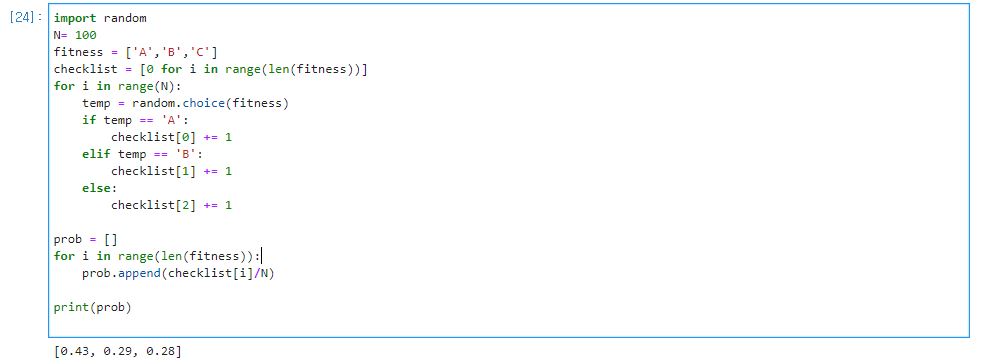 [24]:
import random
N= 100
fitness = ['A','B','C']
checklist = [0 for i in range(len(fitness))]
for i in range(N):
    temp = random.choice(fitness)
    if temp == 'A':
        checklist[0] += 1
    elif temp == 'B':
        checklist[1] += 1
    else:
        checklist[2] += 1

prob = []
for i in range(len(fitness)):
    prob.append(checklist[i]/N)

print(prob)

[0.43, 0.29, 0.28]